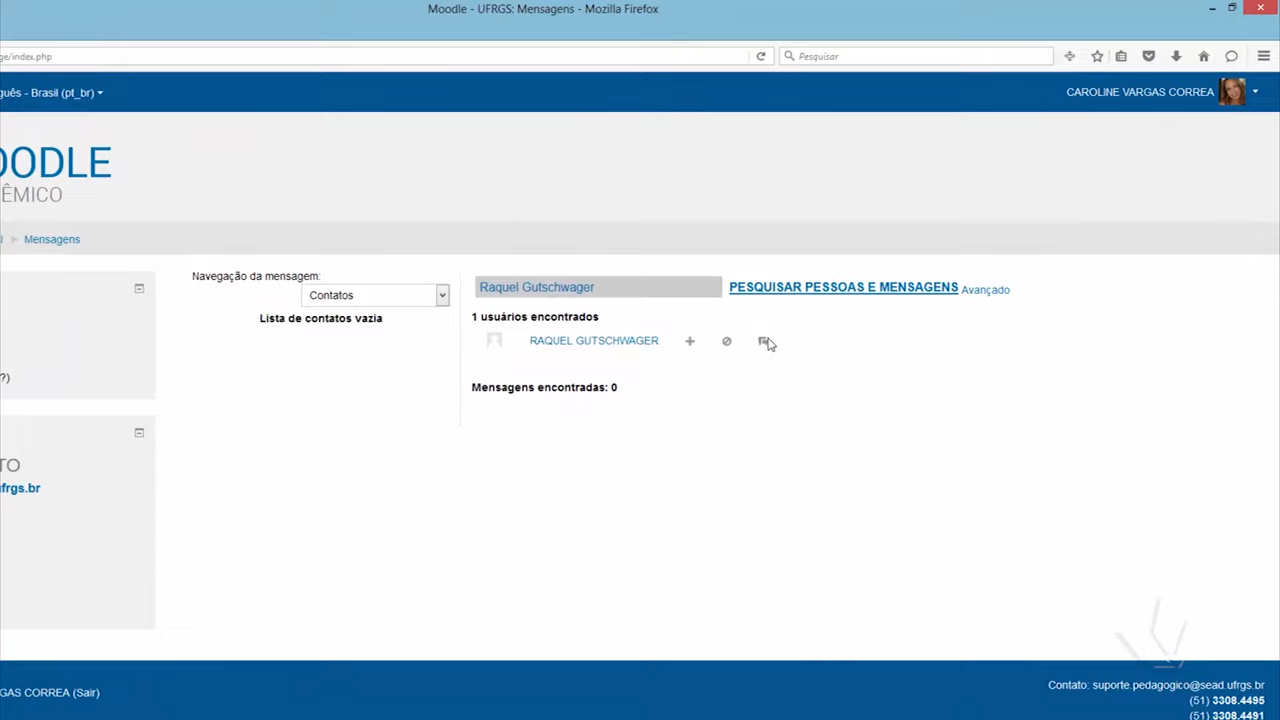 Moodle - UFRGS: Mensagens - Mozilla Firefox
ge/index.php
Pesquisar
guês - Brasil (pt_br)
CAROLINE VARGAS CORREA
OODLE
ÊMICO
Mensagens
Navegação da mensagem:
Contatos
Lista de contatos vazia
Raquel Gutschwager
PESQUISAR PESSOAS E MENSAGENS Avançado
1 usuários encontrados
RAQUEL GUTSCHWAGER
Mensagens encontradas: 0
?)
TO
ufrgs.br
GAS CORREA (Sair)
Contato: suporte.pedagogico@sead.ufrgs.br
(51) 3308.4495
(51) 3308.4491